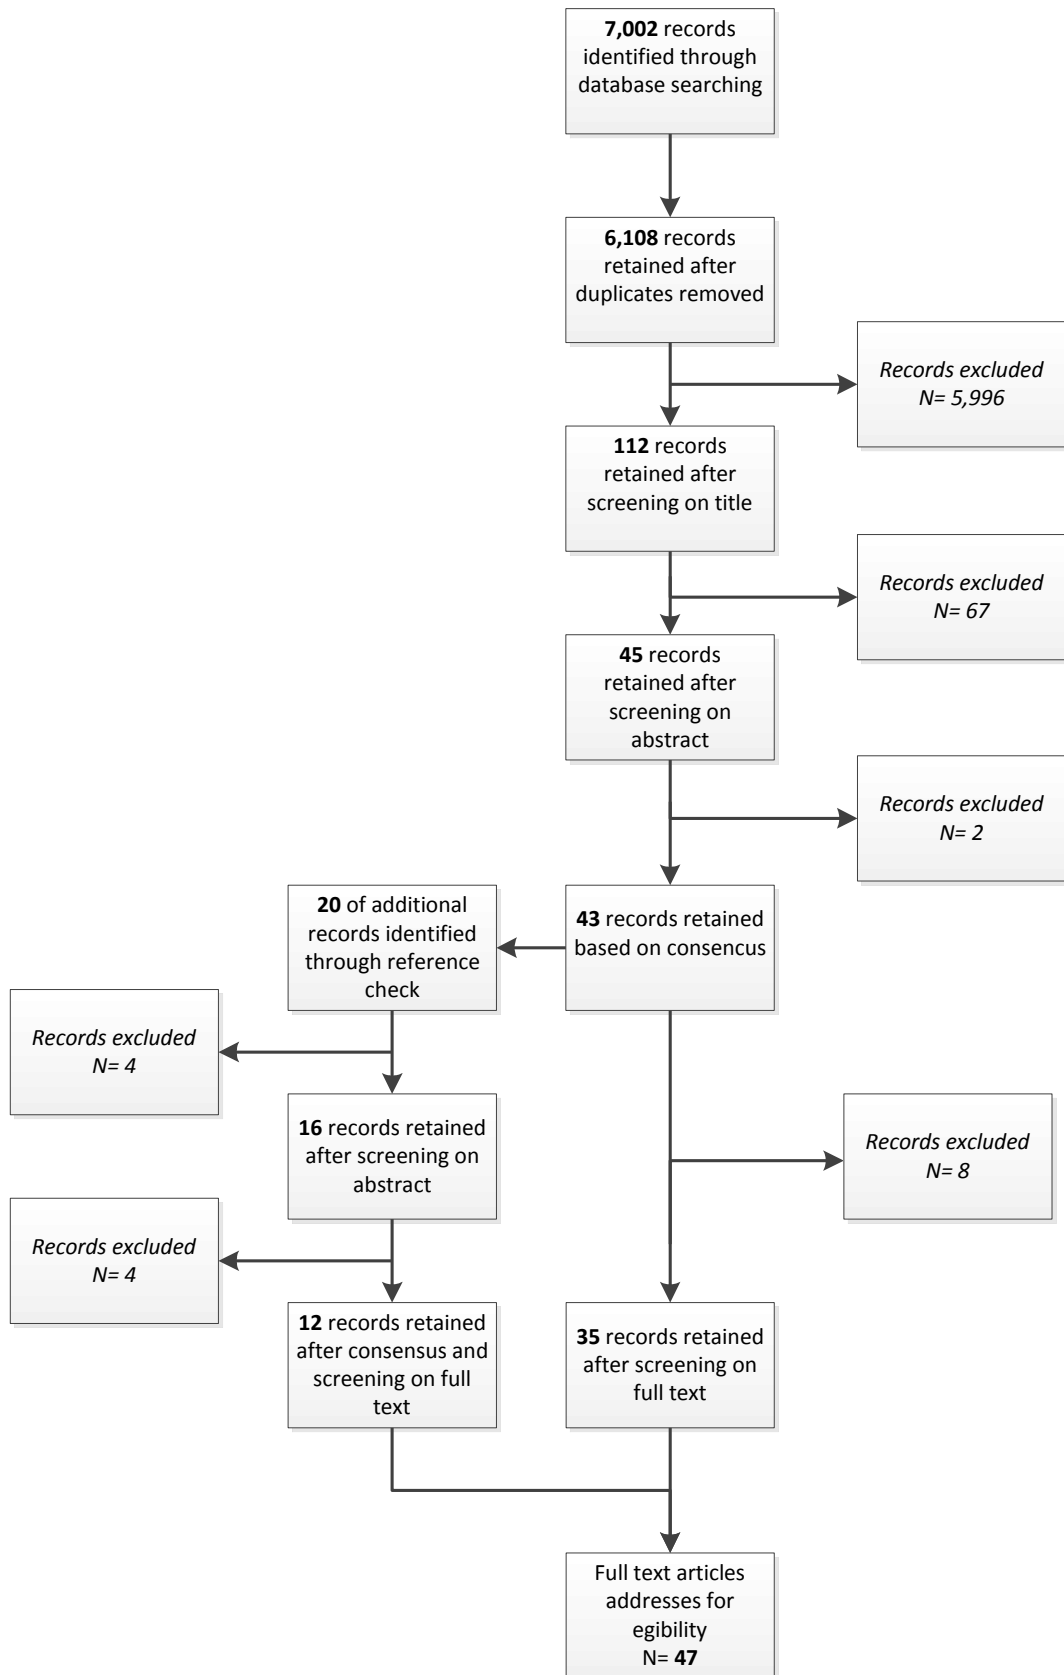 7,002 records
identified through
database searching
6,108 records
retained after
duplicates removed
Records excluded
N= 5,996
112 records
retained after
screening on title
Records excluded
N= 67
45 records
retained after
screening on
abstract
Records excluded
N= 2
20 of additional
records identified
through reference
check
43 records retained
based on consencus
Records excluded
N= 4
16 records retained
after screening on
abstract
Records excluded
N= 8
Records excluded
N= 4
12 records retained
after consensus and
screening on full
text
35 records retained
after screening on
full text
Full text articles
addresses for
egibility
N= 47